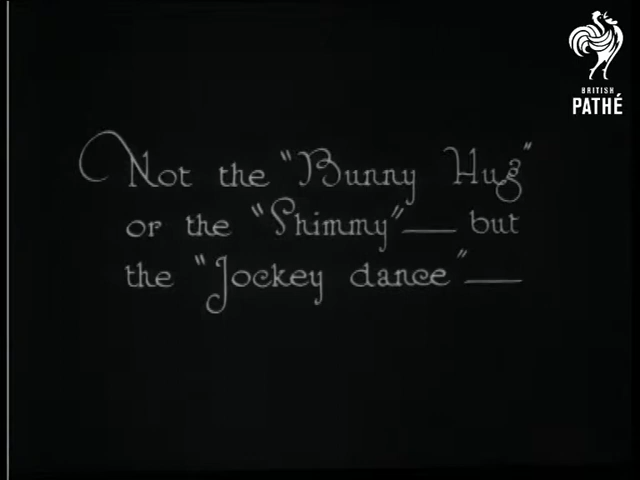 BRITISH
PATHÉ
Not the "Bunny Hug"
or the "Shimmy" — but
the "Jockey dance" —